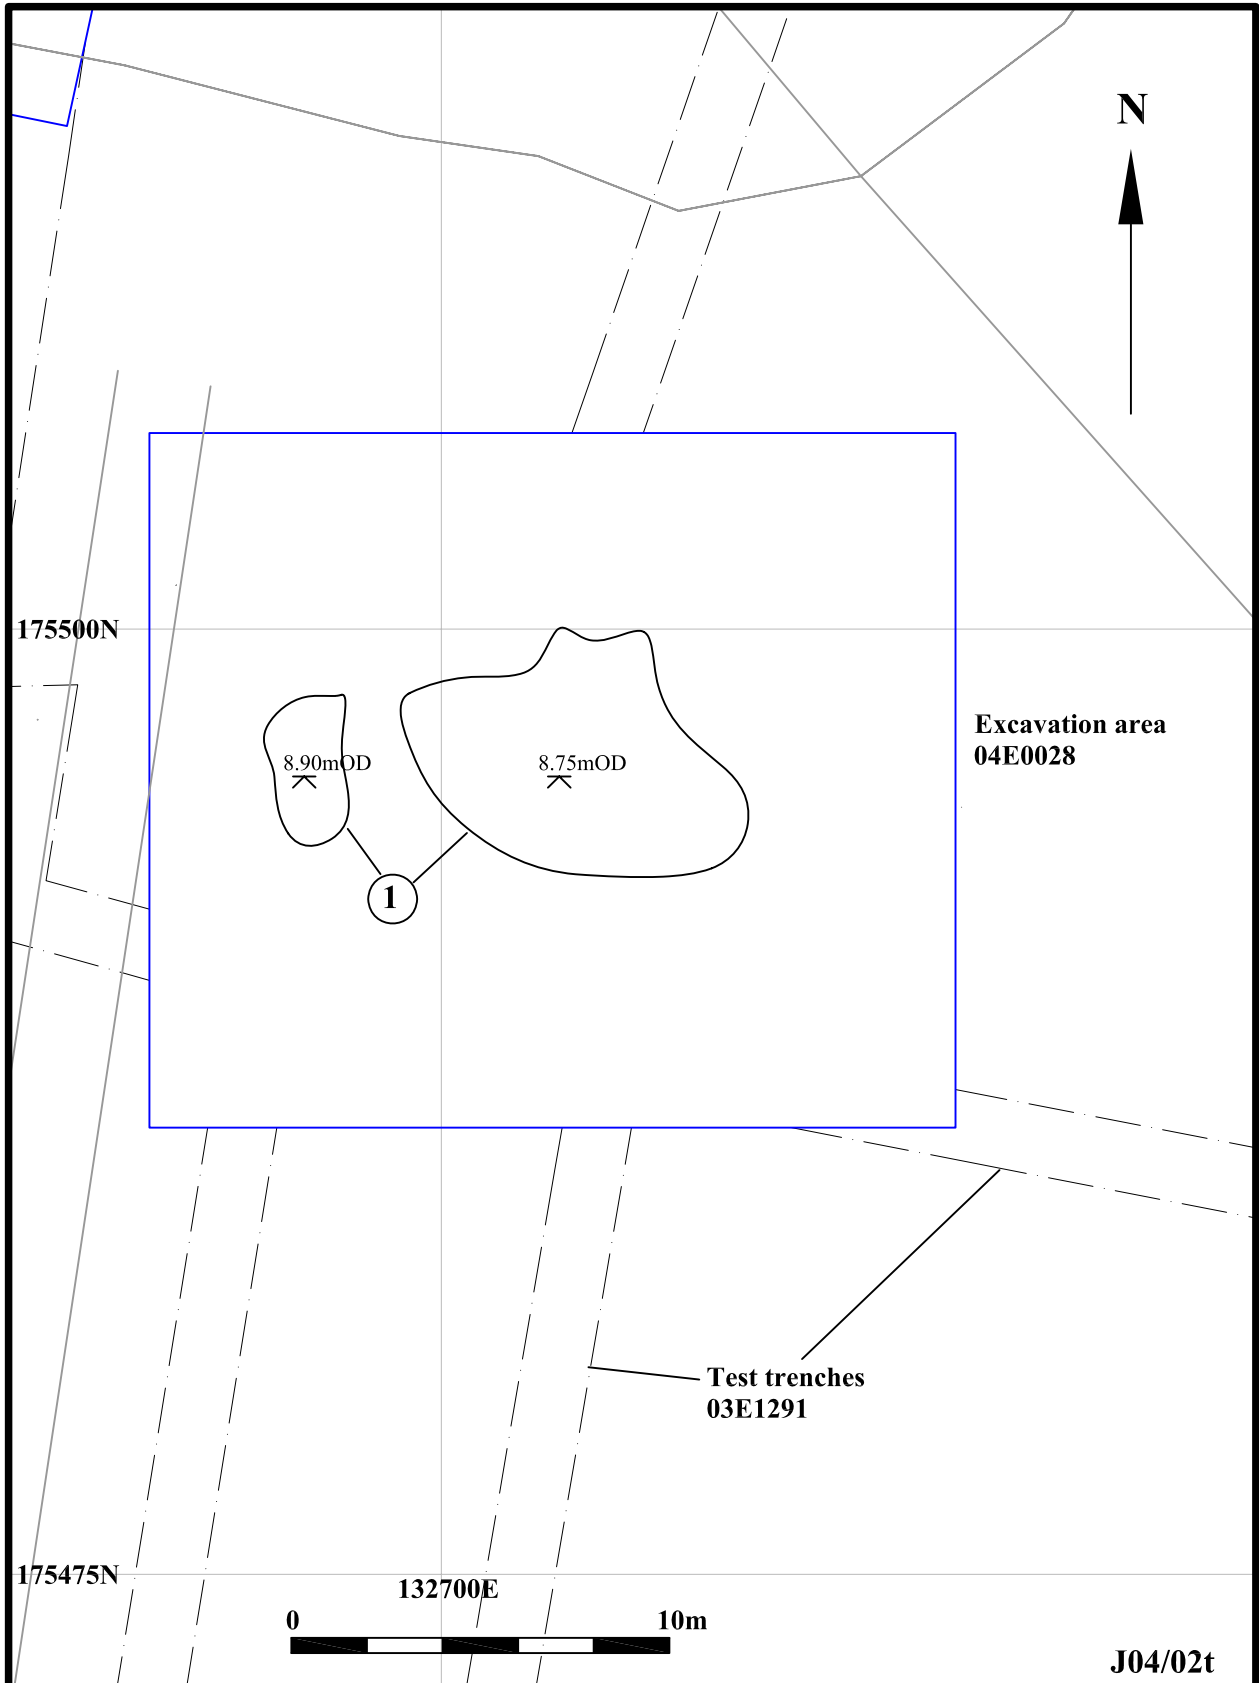 N
175500N
Excavation area
04E0028
8.90mOD
8.75mOD
1
Test trenches
03E1291
175475N
132700E
0 10m
J04/02t